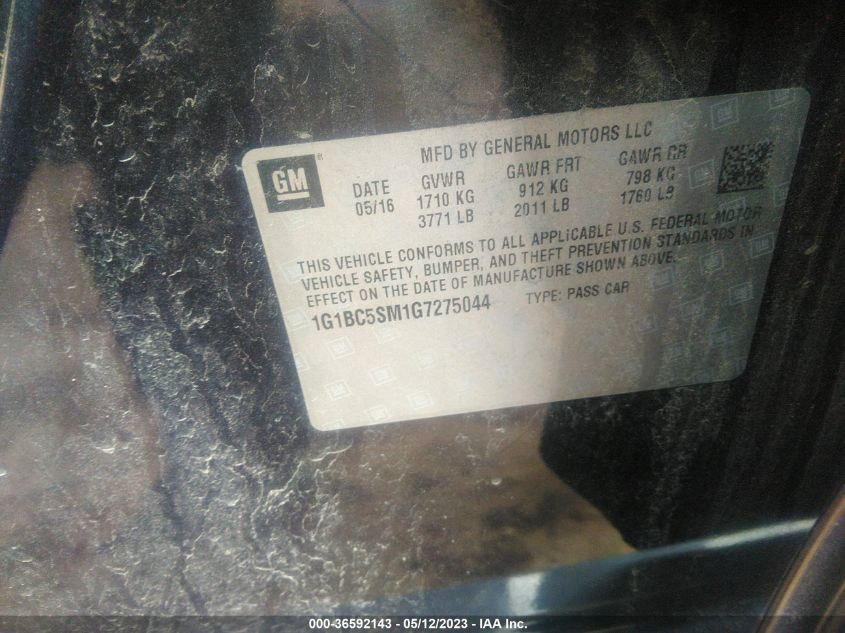 MFD BY GENERAL MOTORS LLC
GM®
DATE GVWR GAWR FRT GAWR RR
05/16 1710 KG 912 KG 798 KG
3771 LB 2011 LB 1760 LB
THIS VEHICLE CONFORMS TO ALL APPLICABLE U.S. FEDERAL MOTOR
VEHICLE SAFETY, BUMPER, AND THEFT PREVENTION STANDARDS IN
EFFECT ON THE DATE OF MANUFACTURE SHOWN ABOVE.
1G1BC5SM1G7275044 TYPE: PASS CAR
000-36592143 - 05/12/2023 - IAA Inc.